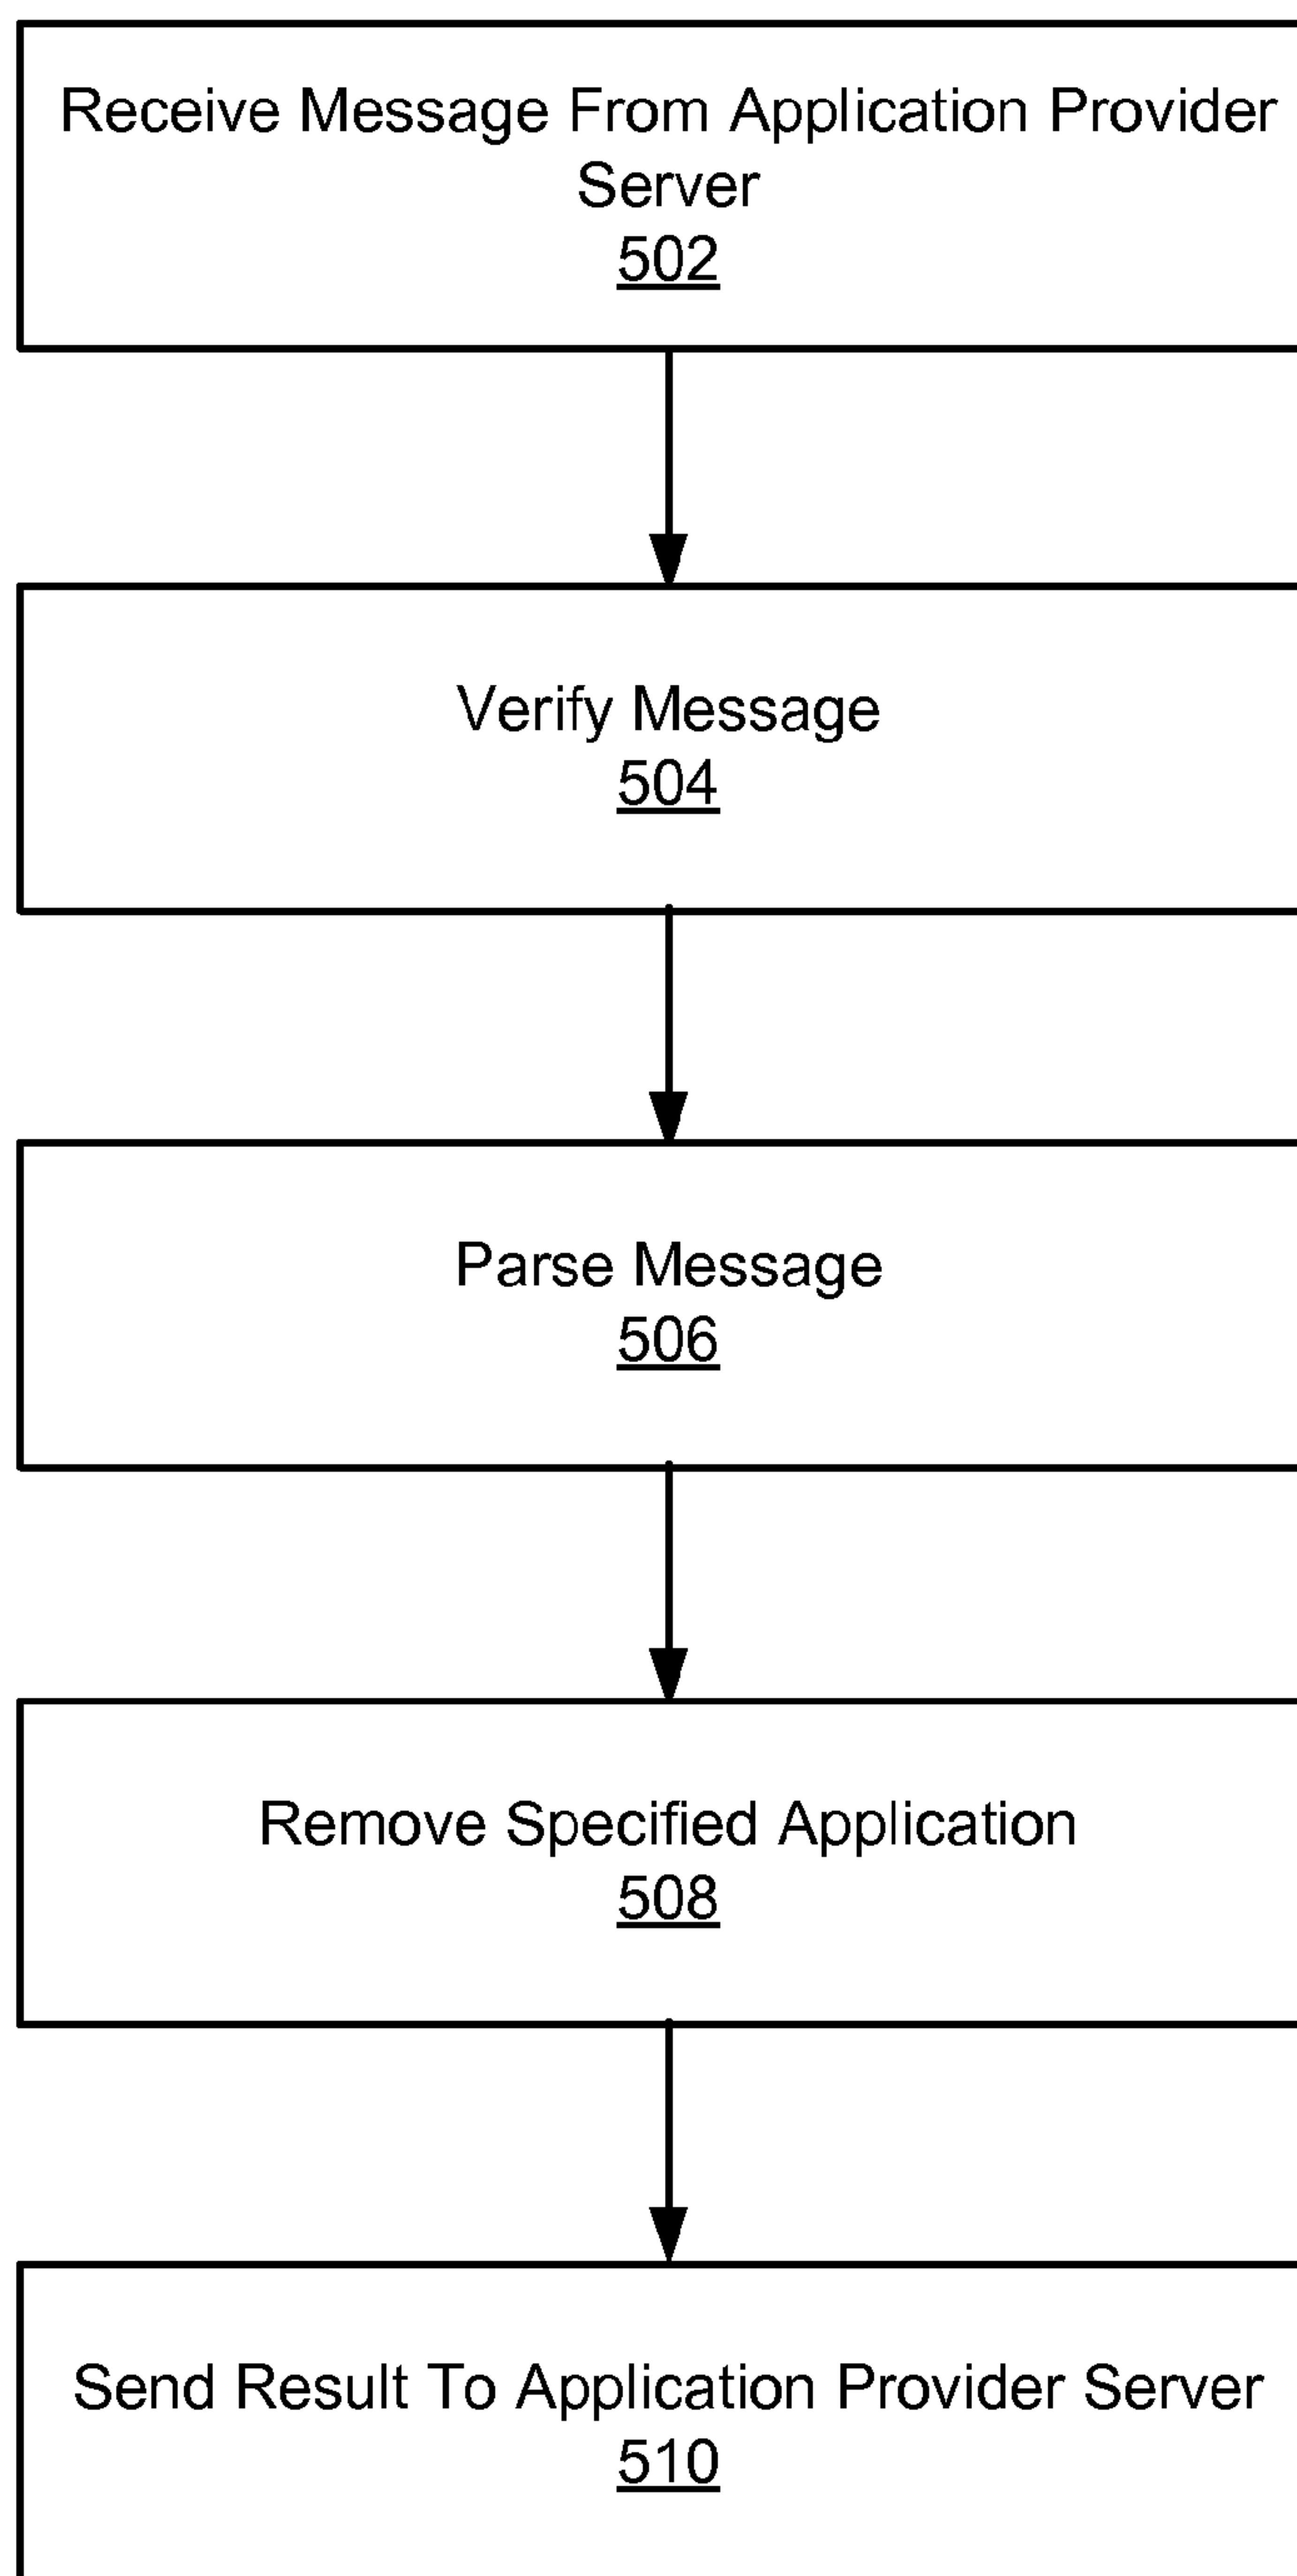 Receive Message From Application Provider
Server
502
Verify Message
504
Parse Message
506
Remove Specified Application
508
Send Result To Application Provider Server
510